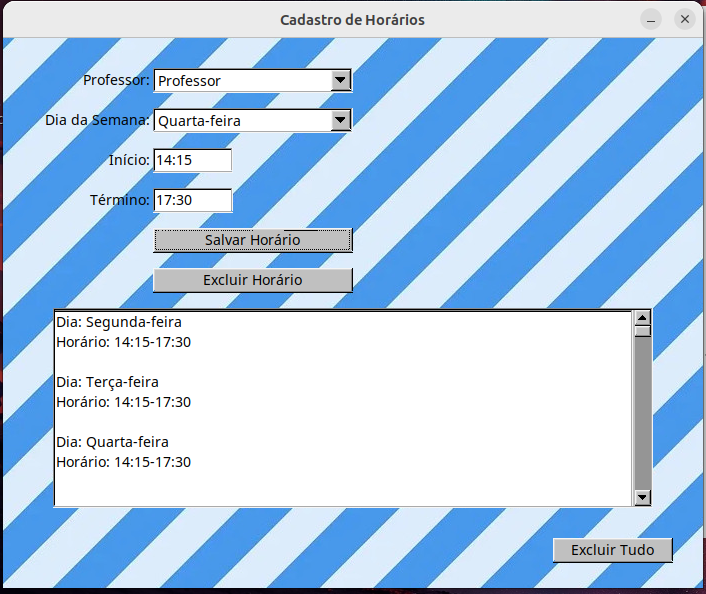 Cadastro de Horários
Professor: Professor
Dia da Semana: Quarta-feira
Início: 14:15
Término: 17:30
Salvar Horário
Excluir Horário
Dia: Segunda-feira
Horário: 14:15-17:30
Dia: Terça-feira
Horário: 14:15-17:30
Dia: Quarta-feira
Horário: 14:15-17:30
Excluir Tudo